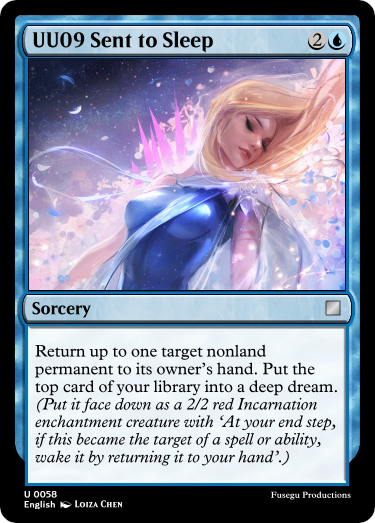 UU09 Sent to Sleep 2
Sorcery
Return up to one target nonland
permanent to its owner's hand. Put the
top card of your library into a deep dream.
(Put it face down as a 2/2 red Incarnation
enchantment creature with ‘At your end step,
if this became the target of a spell or ability,
wake it by returning it to your hand’.)
U 0058
Fusegu Productions
English LOIZA CHEN